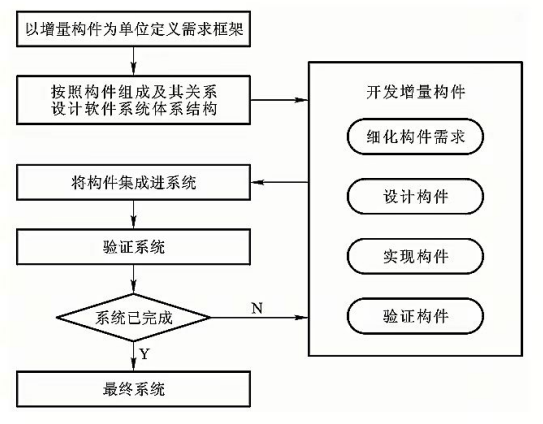 以增量构件为单位定义需求框架
按照构件组成及其关系
设计软件系统体系结构
开发增量构件
细化构件需求
设计构件
实现构件
验证构件
将构件集成进系统
验证系统
系统已完成
N
Y
最终系统